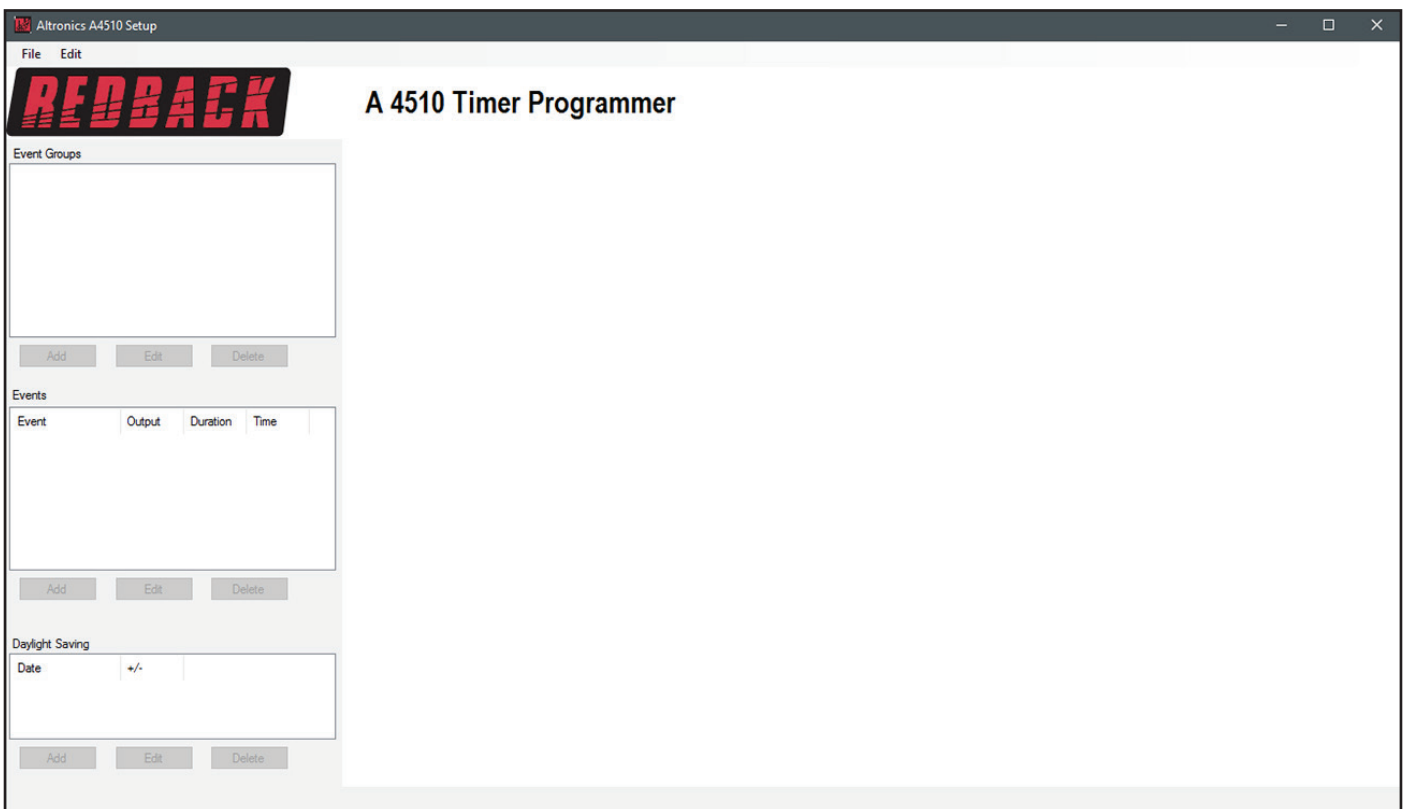 Altronics A4510 Setup
File Edit
REDBACK
A 4510 Timer Programmer
Event Groups
Add Edit Delete
Events
Event Output Duration Time
Add Edit Delete
Daylight Saving
Date +/-
Add Edit Delete